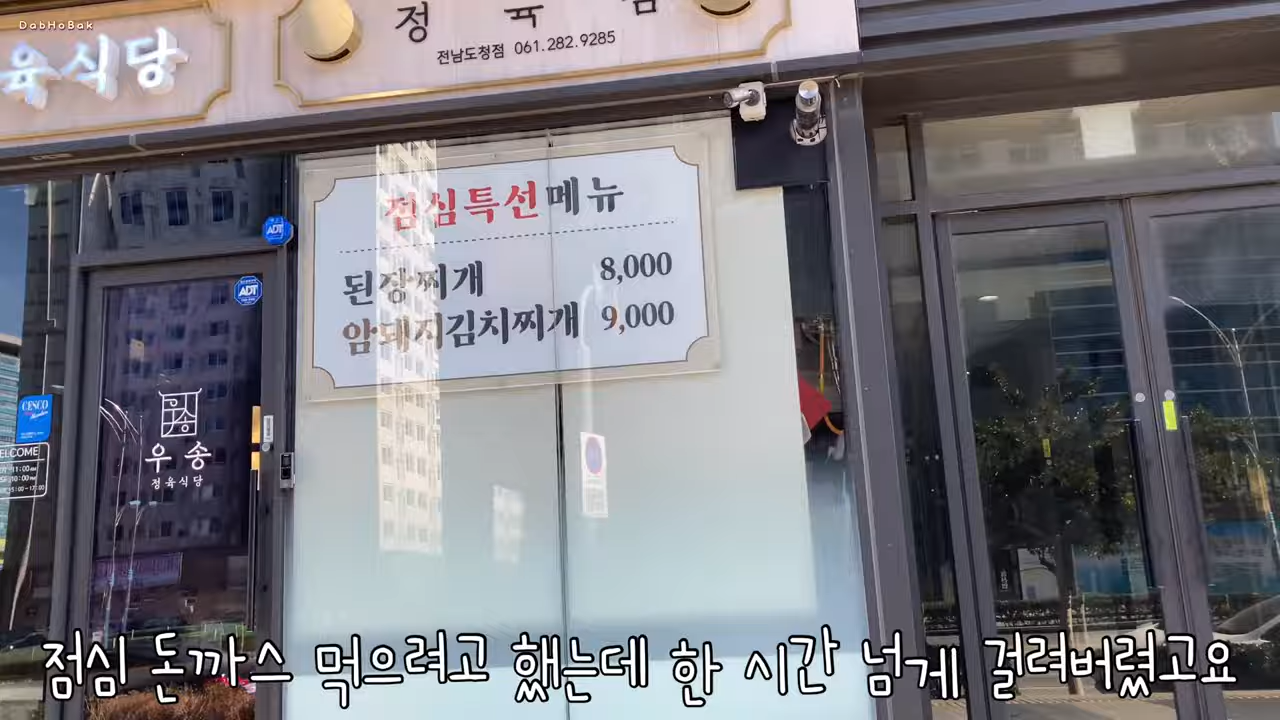 DabHoBak
육식당
정육점
전남도청점 061.282.9285
점심특선메뉴
된장찌개 8,000
암돼지김치찌개 9,000
ADT
ADT
CESCO
우송
정육식당
점심 돈까스 먹으려고 했는데 한 시간 넘게 걸려버렸고요